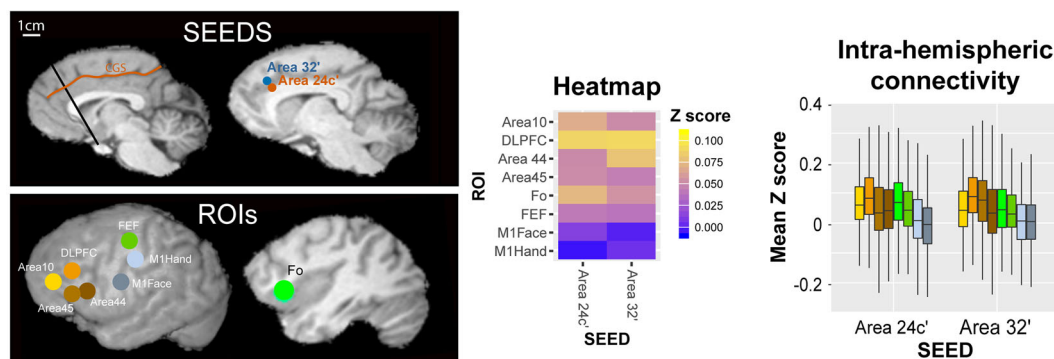 1cm
SEEDS
CGS
Area 32'
Area 24c'
ROIs
FEF
DLPFC
M1Hand
Area10
M1Face
Area45
Area44
Fo
Heatmap
Z score
Area10
DLPFC
Area 44
Area45
Fo
FEF
M1Face
M1Hand
ROI
0.100
0.075
0.050
0.025
0.000
Area 24c'
Area 32'
SEED
Intra-hemispheric
connectivity
Mean Z score
0.4
0.2
0
-0.2
Area 24c'
Area 32'
SEED